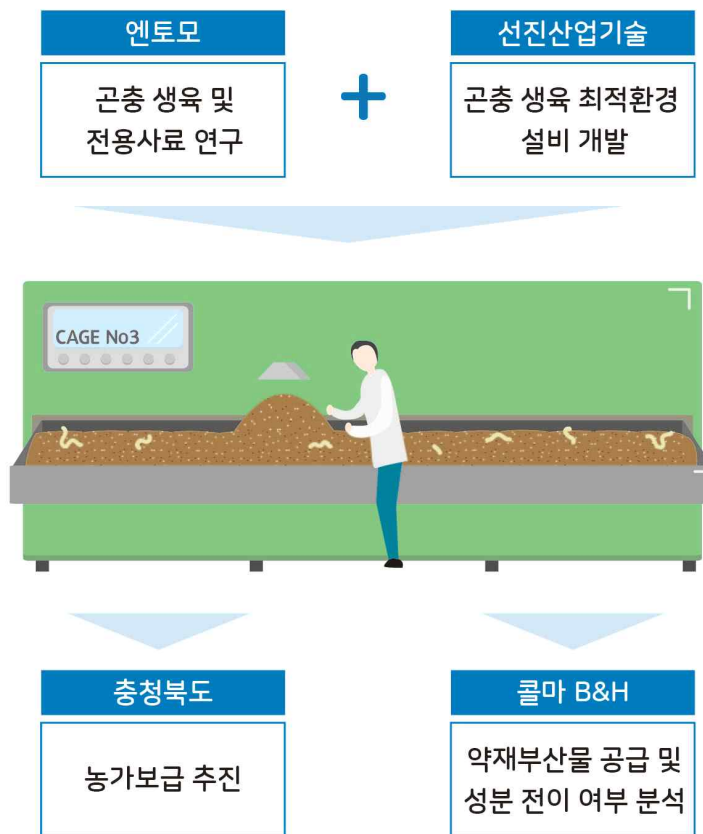 엔토모
곤충 생육 및
전용사료 연구
+
선진산업기술
곤충 생육 최적환경
설비 개발
CAGE No3
충청북도
농가보급 추진
콜마 B&H
약재부산물 공급 및
성분 전이 여부 분석